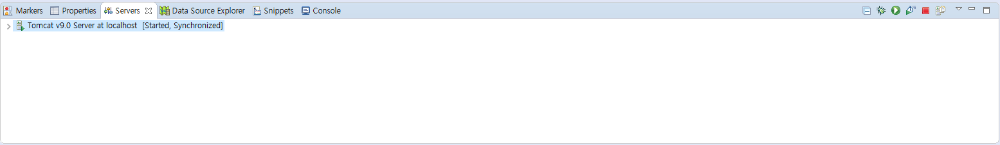 Markers Properties Servers Data Source Explorer Snippets Console
Tomcat v9.0 Server at localhost [Started, Synchronized]